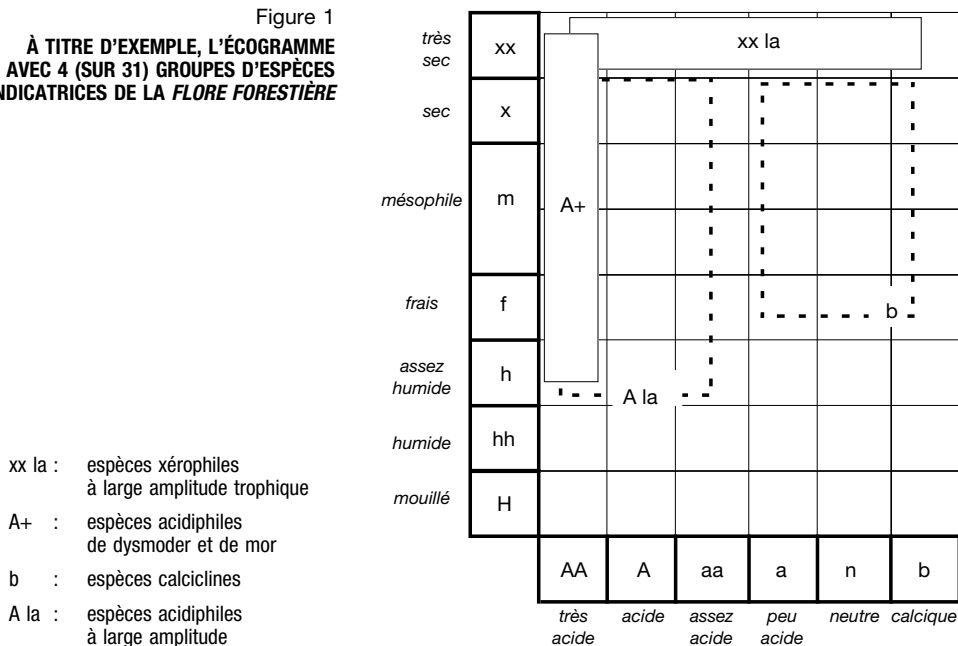 Figure 1
À TITRE D'EXEMPLE, L'ÉCOGRAMME
AVEC 4 (SUR 31) GROUPES D'ESPÈCES
NDICATRICES DE LA FLORE FORESTIÈRE
très
sec
xx
xx la
sec
x
mésophile
m
A+
frais
f
b
assez
humide
h
A la
humide
hh
mouillé
H
AA
A
aa
a
n
b
très
acide
acide
assez
acide
peu
acide
neutre
calcique
xx la : espèces xérophiles
à large amplitude trophique
A+ : espèces acidiphiles
de dysmoder et de mor
b : espèces calciclines
A la : espèces acidiphiles
à large amplitude